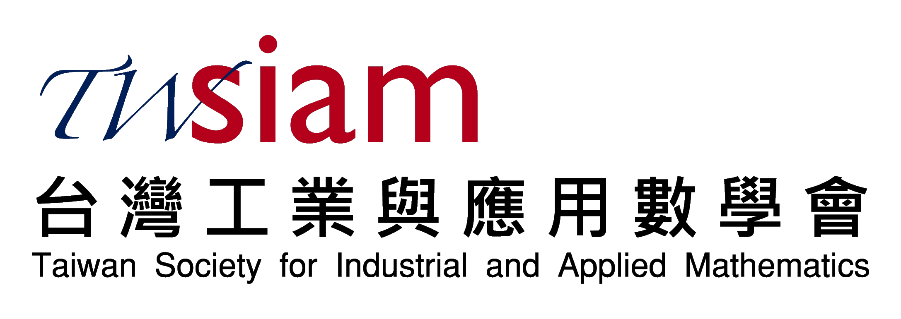 TWsiam
台灣工業與應用數學會
Taiwan Society for Industrial and Applied Mathematics